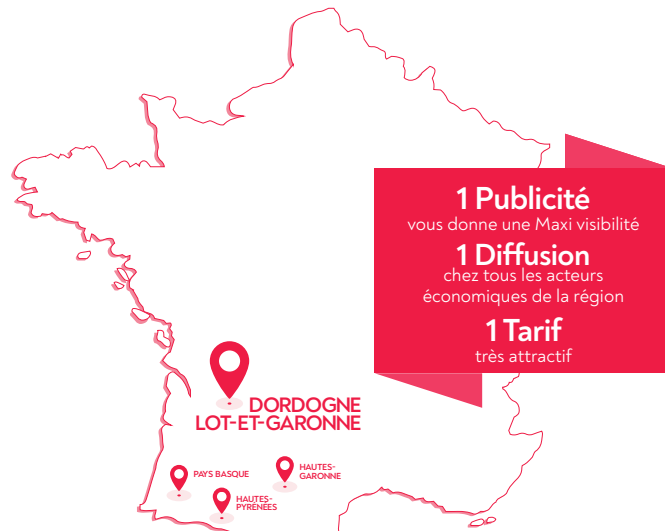 1 Publicité
vous donne une Maxi visibilité
1 Diffusion
chez tous les acteurs
économiques de la région
1 Tarif
très attractif
DORDOGNE
LOT-ET-GARONNE
PAYS BASQUE
HAUTES-
GARONNE
HAUTES-
PYRÉNÉES